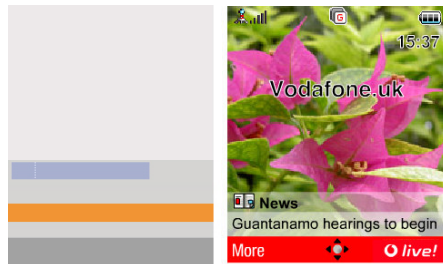 15:37
Vodafone.uk
News
Guantanamo hearings to begin
More
live!